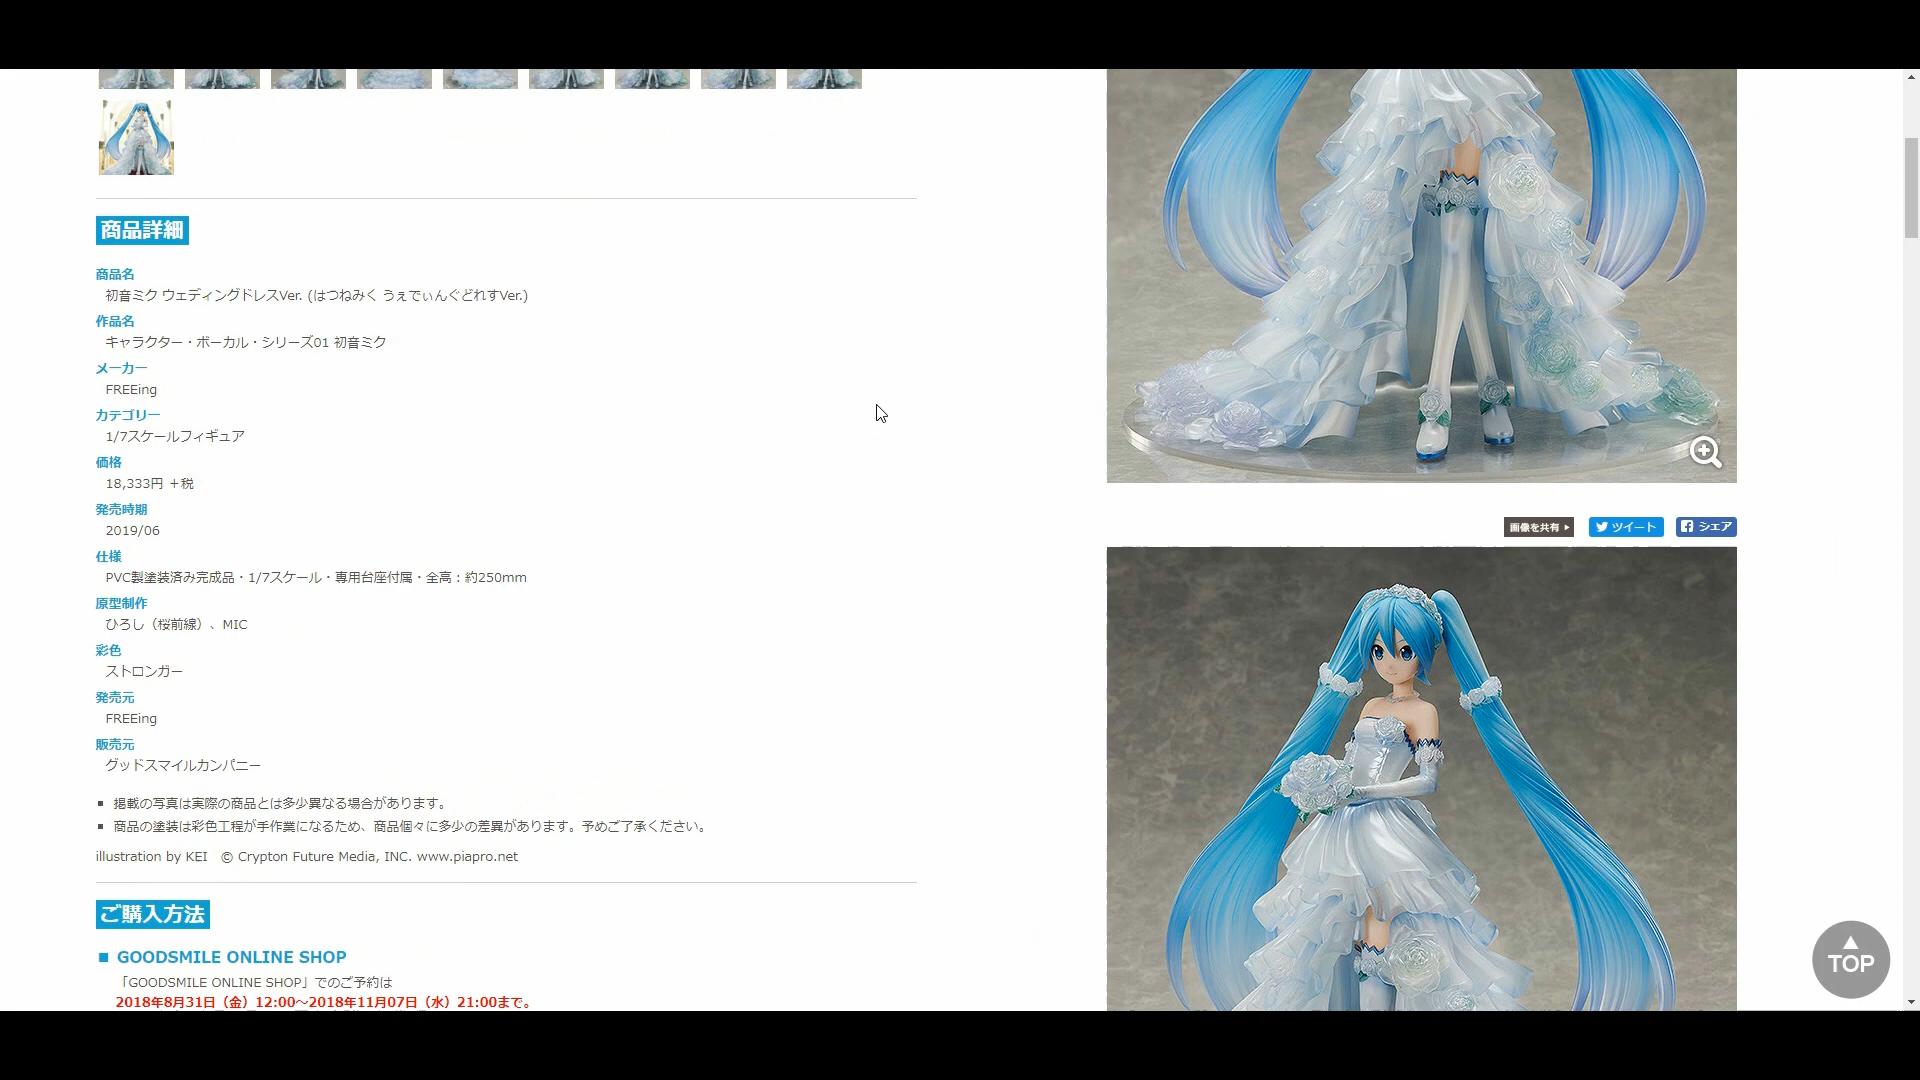 商品詳細
商品名
初音ミク ウェディングドレスVer. (はつねみく うぇでぃんぐどれすVer.)
作品名
キャラクター・ボーカル・シリーズ01 初音ミク
メーカー
FREEing
カテゴリー
1/7スケールフィギュア
価格
18,333円 +税
発売時期
2019/06
仕様
PVC製塗装済み完成品・1/7スケール・専用台座付属・全高：約250mm
原型制作
ひろし（桜前線）、MIC
彩色
ストロンガー
発売元
FREEing
販売元
グッドスマイルカンパニー
■ 掲載の写真は実際の商品とは多少異なる場合があります。
■ 商品の塗装は彩色工程が手作業になるため、商品個々に多少の差異があります。予めご了承ください。
illustration by KEI © Crypton Future Media, INC. www.piapro.net
ご購入方法
■ GOODSMILE ONLINE SHOP
「GOODSMILE ONLINE SHOP」でのご予約は
2018年8月31日（金）12:00～2018年11月07日（水）21:00まで。
画像を共有 ツイート シェア
TOP